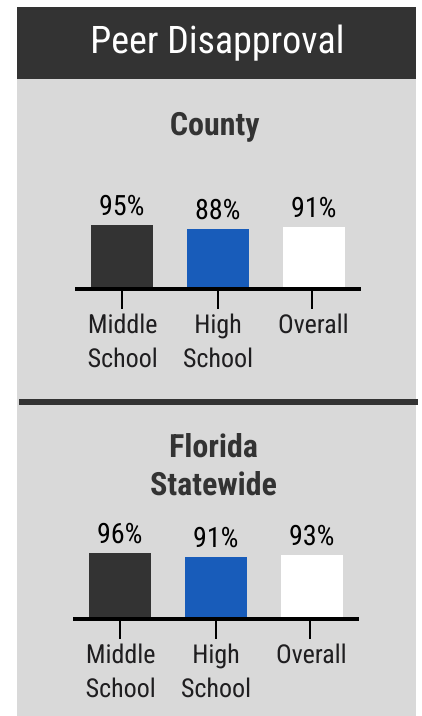 Peer Disapproval
County
95% 88% 91%
Middle School High School Overall
Florida
Statewide
96% 91% 93%
Middle School High School Overall